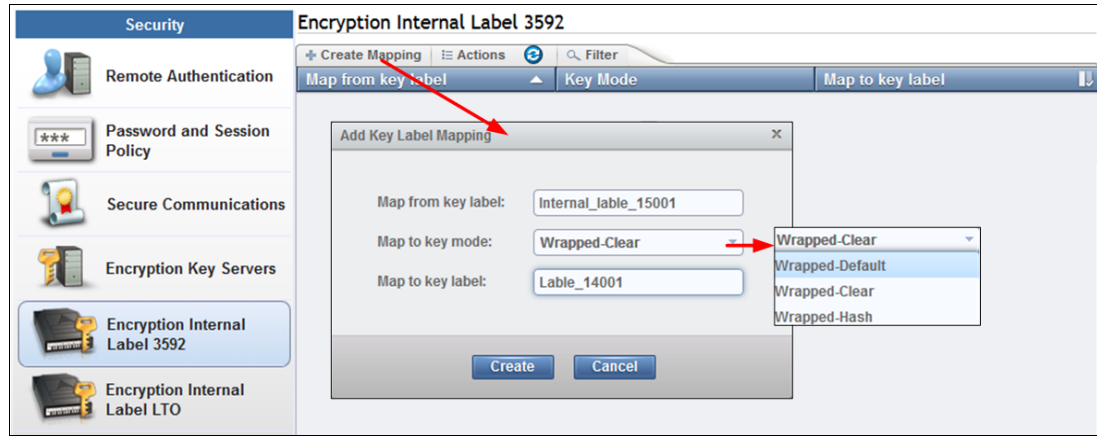 Security
Remote Authentication
***
Password and Session
Policy
Secure Communications
Encryption Key Servers
Encryption Internal
Label 3592
Encryption Internal
Label LTO
Encryption Internal Label 3592
Create Mapping Actions Filter
Map from key label Key Mode Map to key label
Add Key Label Mapping x
Map from key label: Internal_lable_15001
Map to key mode: Wrapped-Clear
Map to key label: Lable_14001
Create Cancel
Wrapped-Clear
Wrapped-Default
Wrapped-Clear
Wrapped-Hash